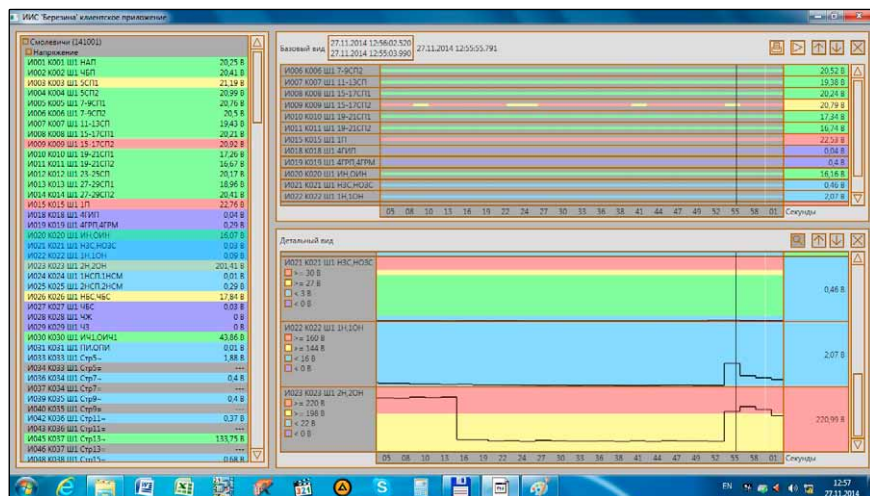 ИИС 'Березина' клиентское приложение
Смолевичи (141001)
Напряжение
И001 К001 Ш1 НАП 20,25 В
И002 К002 Ш1 ЧБП 20,41 В
И003 К003 Ш1 5СП1 21,19 В
И004 К004 Ш1 5СП2 20,99 В
И005 К005 Ш1 7-9СП1 20,76 В
И006 К006 Ш1 7-9СП2 20,5 В
И007 К007 Ш1 11-13СП 19,43 В
И008 К008 Ш1 15-17СП1 20,21 В
И009 К009 Ш1 15-17СП2 20,92 В
И010 К010 Ш1 19-21СП1 17,26 В
И011 К011 Ш1 19-21СП2 16,67 В
И012 К012 Ш1 23-25СП 20,17 В
И013 К013 Ш1 27-29СП1 18,96 В
И014 К014 Ш1 27-29СП2 20,41 В
И015 К015 Ш1 1П 22,76 В
И018 К018 Ш1 4ГИП 0,04 В
И019 К019 Ш1 4ГРП,4ГРМ 0,29 В
И020 К020 Ш1 ИН,ОИН 16,07 В
И021 К021 Ш1 НЗС,НОЗС 0,03 В
И022 К022 Ш1 1Н,1ОН 0,09 В
И023 К023 Ш1 2Н,2ОН 201,41 В
И024 К024 Ш1 1НСП,1НСМ 0,01 В
И025 К025 Ш1 2НСП,2НСМ 0,29 В
И026 К026 Ш1 НБС,ЧБС 17,84 В
И027 К027 Ш1 ЧБС 0,03 В
И028 К028 Ш1 ЧЖ 0 В
И029 К029 Ш1 ЧЗ 0 В
И030 К030 Ш1 ИЧ1,ОИЧ1 43,86 В
И031 К031 Ш1 ПИ,ОПИ 0,01 В
И033 К033 Ш1 Стр5~ 1,88 В
И034 К033 Ш1 Стр5= ---
И036 К034 Ш1 Стр7~ 0,4 В
И037 К034 Ш1 Стр7= ---
И039 К035 Ш1 Стр9~ 0,4 В
И040 К035 Ш1 Стр9= ---
И042 К036 Ш1 Стр11~ 0,37 В
И043 К036 Ш1 Стр11= ---
И045 К037 Ш1 Стр13~ 133,75 В
И046 К037 Ш1 Стр13= ---
И048 К038 Ш1 Стр15~ 0,68 В
Базовый вид
27.11.2014 12:56:02.520
27.11.2014 12:55:03.990
27.11.2014 12:55:55.791
И006 К006 Ш1 7-9СП2 20,52 В
И007 К007 Ш1 11-13СП 19,38 В
И008 К008 Ш1 15-17СП1 20,24 В
И009 К009 Ш1 15-17СП2 20,79 В
И010 К010 Ш1 19-21СП1 17,34 В
И011 К011 Ш1 19-21СП2 16,74 В
И015 К015 Ш1 1П 22,53 В
И018 К018 Ш1 4ГИП 0,04 В
И019 К019 Ш1 4ГРП,4ГРМ 0,4 В
И020 К020 Ш1 ИН,ОИН 16,16 В
И021 К021 Ш1 НЗС,НОЗС 0,46 В
И022 К022 Ш1 1Н,1ОН 2,07 В
05 08 10 13 16 19 22 24 27 30 33 36 38 41 44 47 49 52 55 58 01 Секунды
Детальный вид
И021 К021 Ш1 НЗС,НОЗС
>= 30 В
>= 27 В
< 3 В
< 0 В
0,46 В
И022 К022 Ш1 1Н,1ОН
>= 160 В
>= 144 В
< 16 В
< 0 В
2,07 В
И023 К023 Ш1 2Н,2ОН
>= 220 В
>= 198 В
< 22 В
< 0 В
220,99 В
05 08 10 13 16 19 22 24 27 30 33 36 38 41 44 47 49 52 55 58 01 Секунды
EN
12:57
27.11.2014